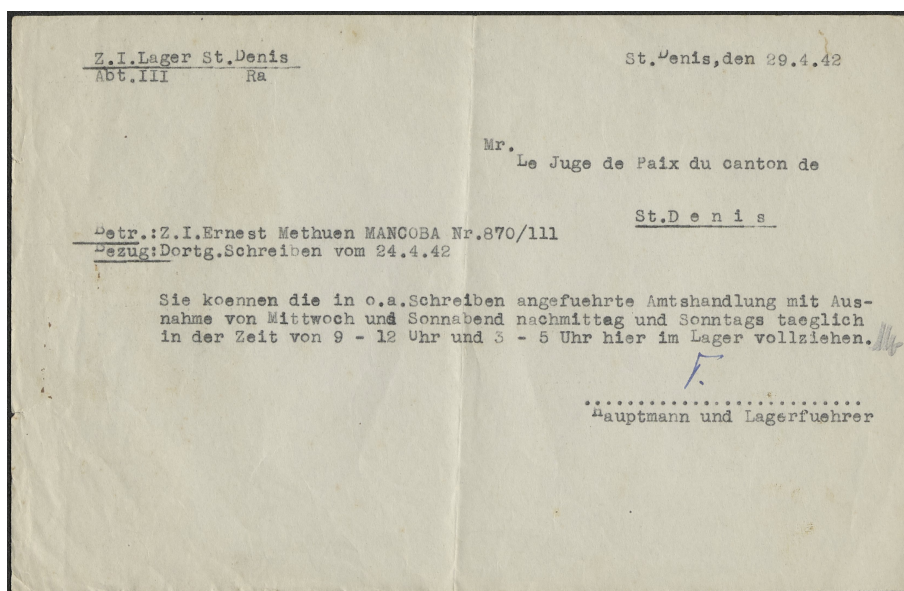 Z.I.Lager St.Denis
St.Denis,den 29.4.42
Abt.III Ra
Mr.
Le Juge de Paix du canton de
St.Denis
Betr.:Z.I.Ernest Methuen MANCOBA Nr.870/111
Bezug:Dortg.Schreiben vom 24.4.42
Sie koennen die in o.a.Schreiben angefuehrte Amtshandlung mit Aus-
nahme von Mittwoch und Sonnabend nachmittag und Sonntags taeglich
in der Zeit von 9 - 12 Uhr und 3 - 5 Uhr hier im Lager vollziehen.
Hauptmann und Lagerfuehrer